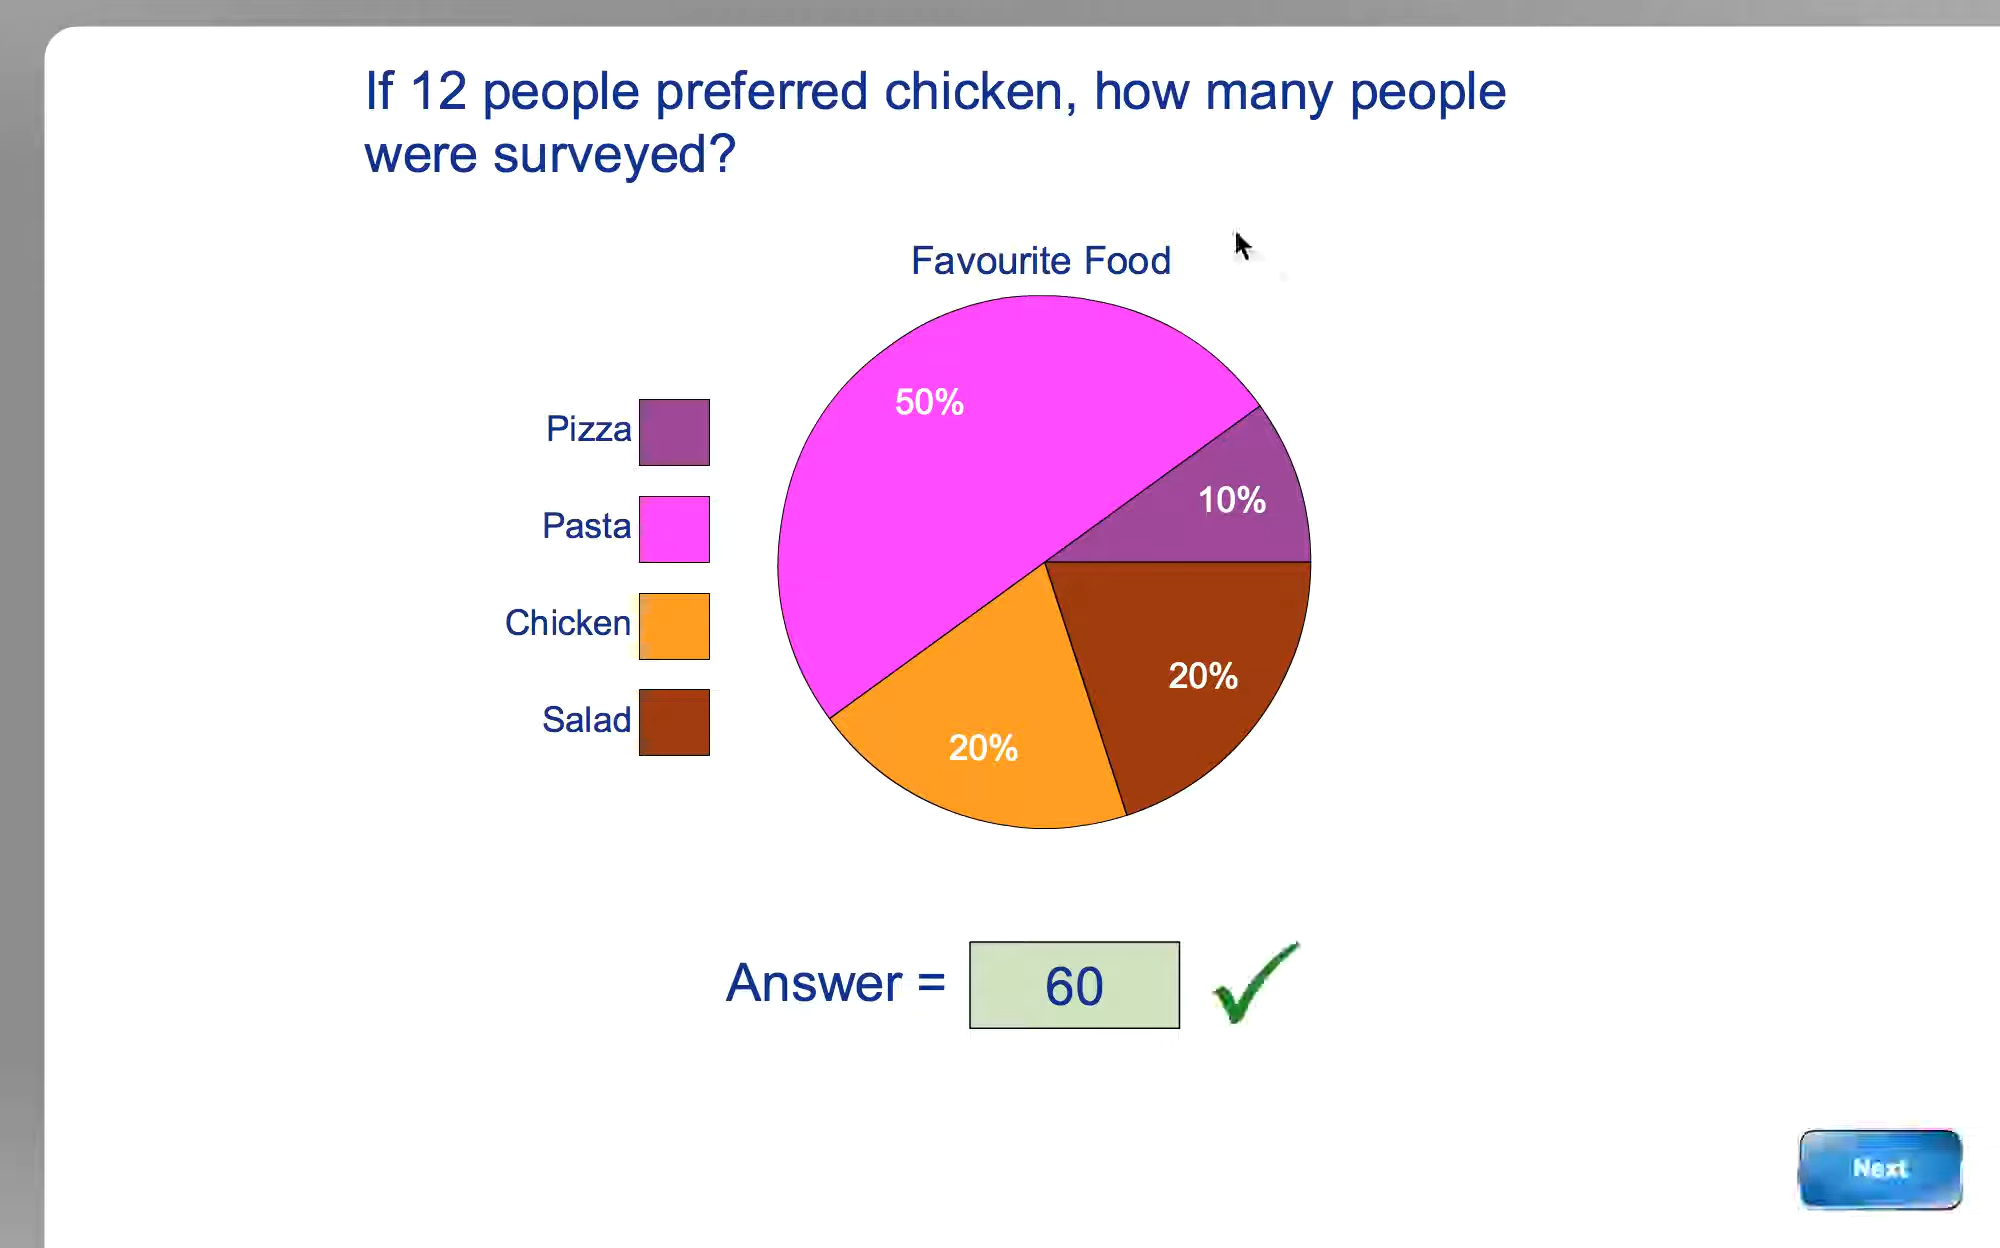 If 12 people preferred chicken, how many people
were surveyed?
Favourite Food
50%
Pizza
10%
Pasta
Chicken
20%
Salad
20%
Answer = 60
Next